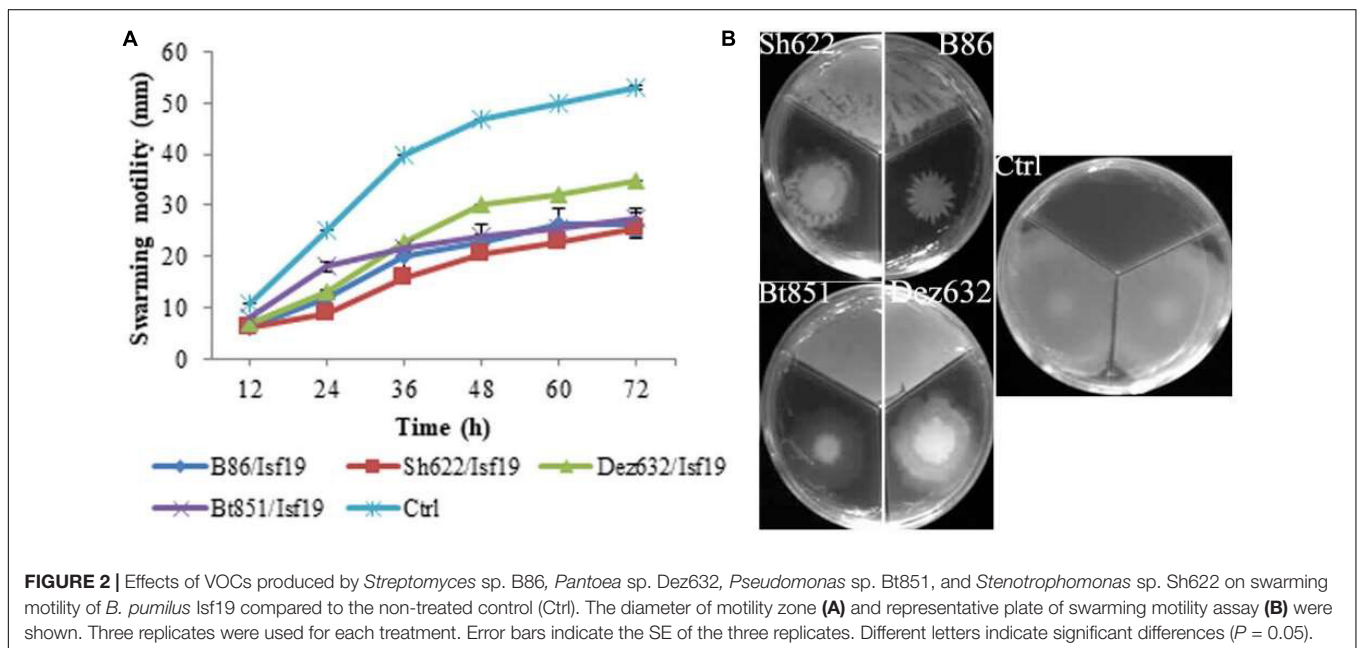 A
B
Swarming motility (mm)
60
50
40
30
20
10
0
12 24 36 48 60 72
Time (h)
B86/Isf19 Sh622/Isf19 Dez632/Isf19
Bt851/Isf19 Ctrl
Sh622
B86
Ctrl
Bt851
Dez632
FIGURE 2 | Effects of VOCs produced by Streptomyces sp. B86, Pantoea sp. Dez632, Pseudomonas sp. Bt851, and Stenotrophomonas sp. Sh622 on swarming
motility of B. pumilus Isf19 compared to the non-treated control (Ctrl). The diameter of motility zone (A) and representative plate of swarming motility assay (B) were
shown. Three replicates were used for each treatment. Error bars indicate the SE of the three replicates. Different letters indicate significant differences (P = 0.05).